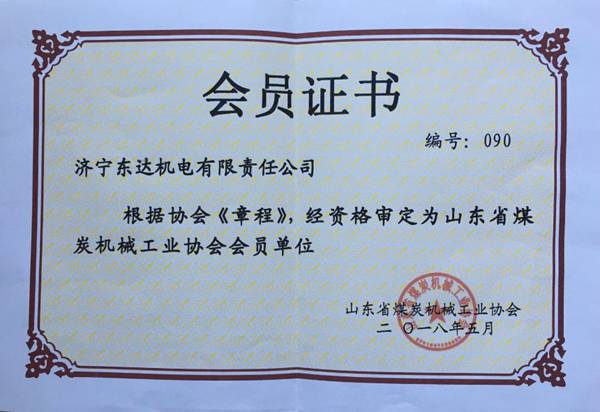 会员证书
编号：090
济宁东达机电有限责任公司
根据协会《章程》，经资格审定为山东省煤
炭机械工业协会会员单位
山东省煤炭机械工业协会
二〇一八年五月